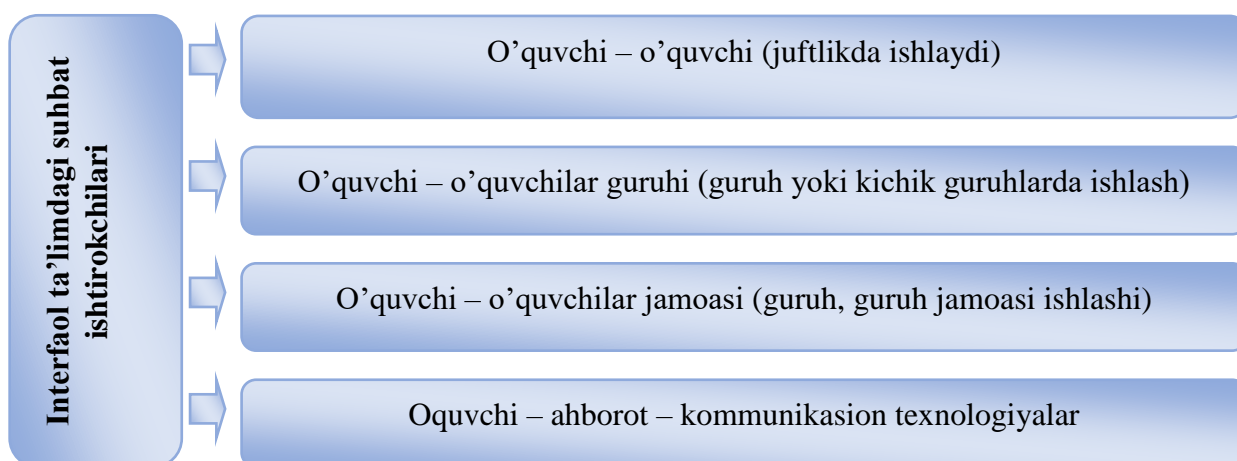 Interfaol ta’limdagi suhbat
ishtirokchilari
O’quvchi – o’quvchi (juftlikda ishlaydi)
O’quvchi – o’quvchilar guruhi (guruh yoki kichik guruhlarda ishlash)
O’quvchi – o’quvchilar jamoasi (guruh, guruh jamoasi ishlashi)
Oquvchi – ahborot – kommunikasion texnologiyalar